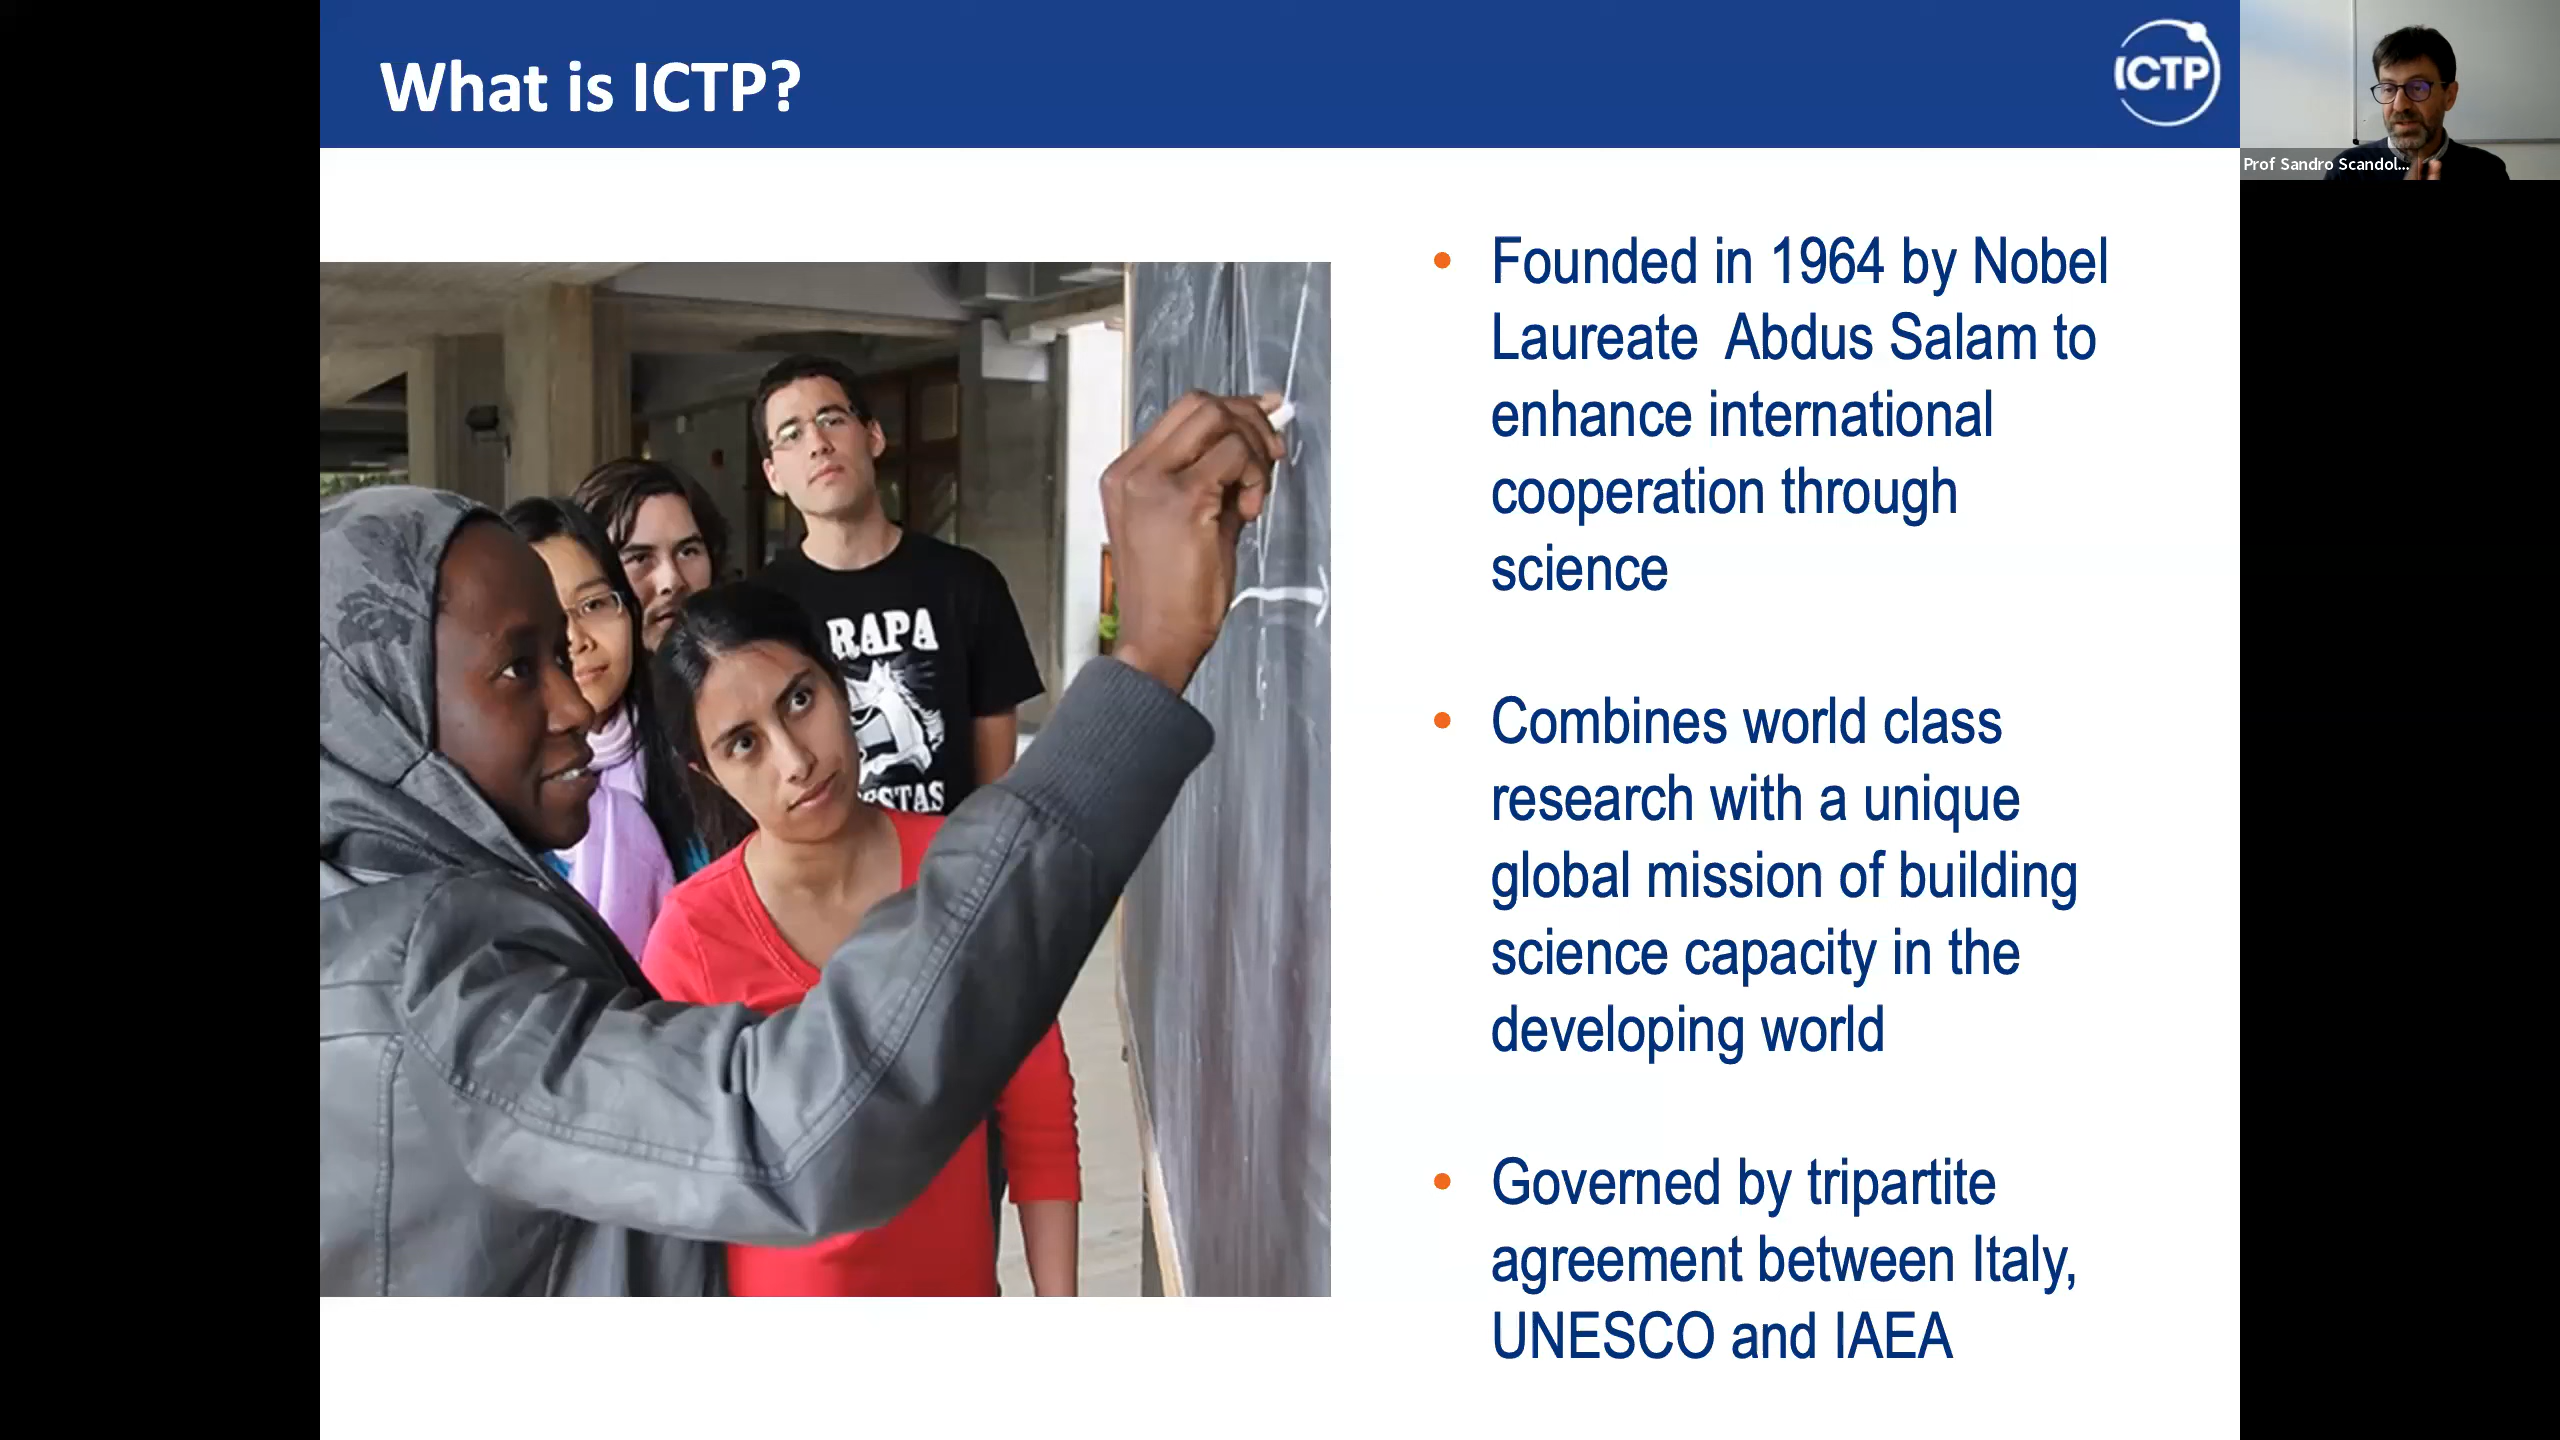 What is ICTP?
ICTP
Prof Sandro Scandol...
• Founded in 1964 by Nobel
Laureate Abdus Salam to
enhance international
cooperation through
science
• Combines world class
research with a unique
global mission of building
science capacity in the
developing world
• Governed by tripartite
agreement between Italy,
UNESCO and IAEA
RAPA